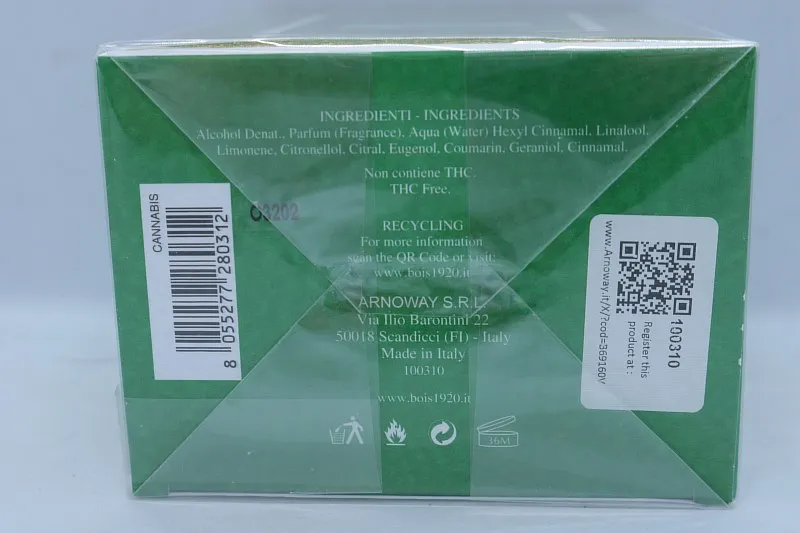 INGREDIENTI - INGREDIENTS
Alcohol Denat., Parfum (Fragrance), Aqua (Water) Hexyl Cinnamal, Linalool,
Limonene, Citronellol, Citral, Eugenol, Coumarin, Geraniol, Cinnamal.
Non contiene THC.
THC Free.
CANNABIS
8 055277 280312
C3202
RECYCLING
For more information
scan the QR Code or visit:
www.bois1920.it
ARNOWAY S.R.L.
Via Ilio Barontini 22
50018 Scandicci (FI) - Italy
Made in Italy
100310
www.bois1920.it
36M
100310
Register this
product at :
www.Arnoway.it/X/?cod=369160V